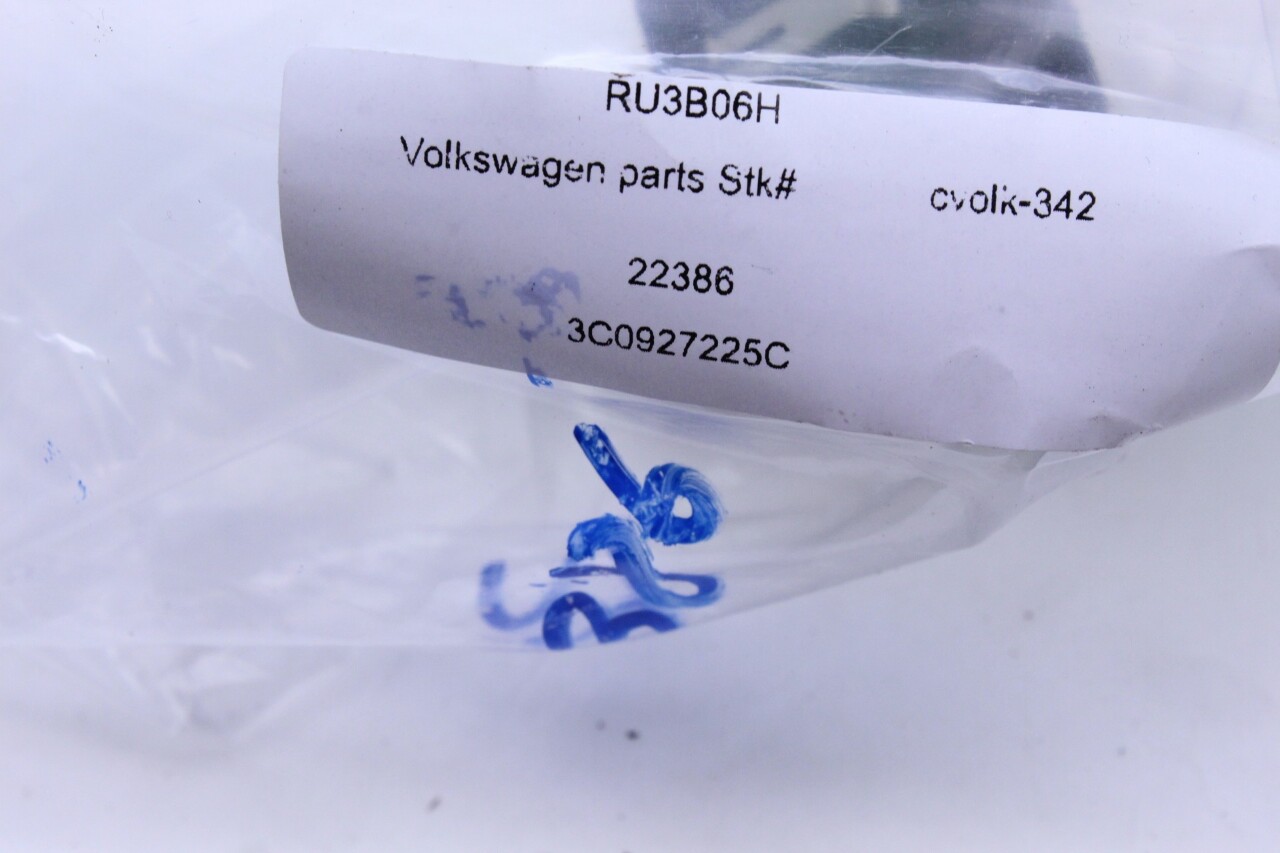 RU3B06H
Volkswagen parts Stk# cvolk-342
22386
3C0927225C